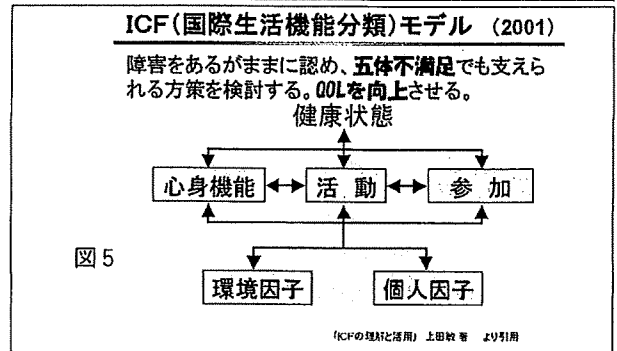 ICF(国際生活機能分類)モデル (2001)
障害をあるがままに認め、五体不満足でも支えら
れる方策を検討する。QOLを向上させる。
健康状態
心身機能 活動 参加
図5
環境因子 個人因子
「ICFの理解と活用」 上田敏 著 より引用